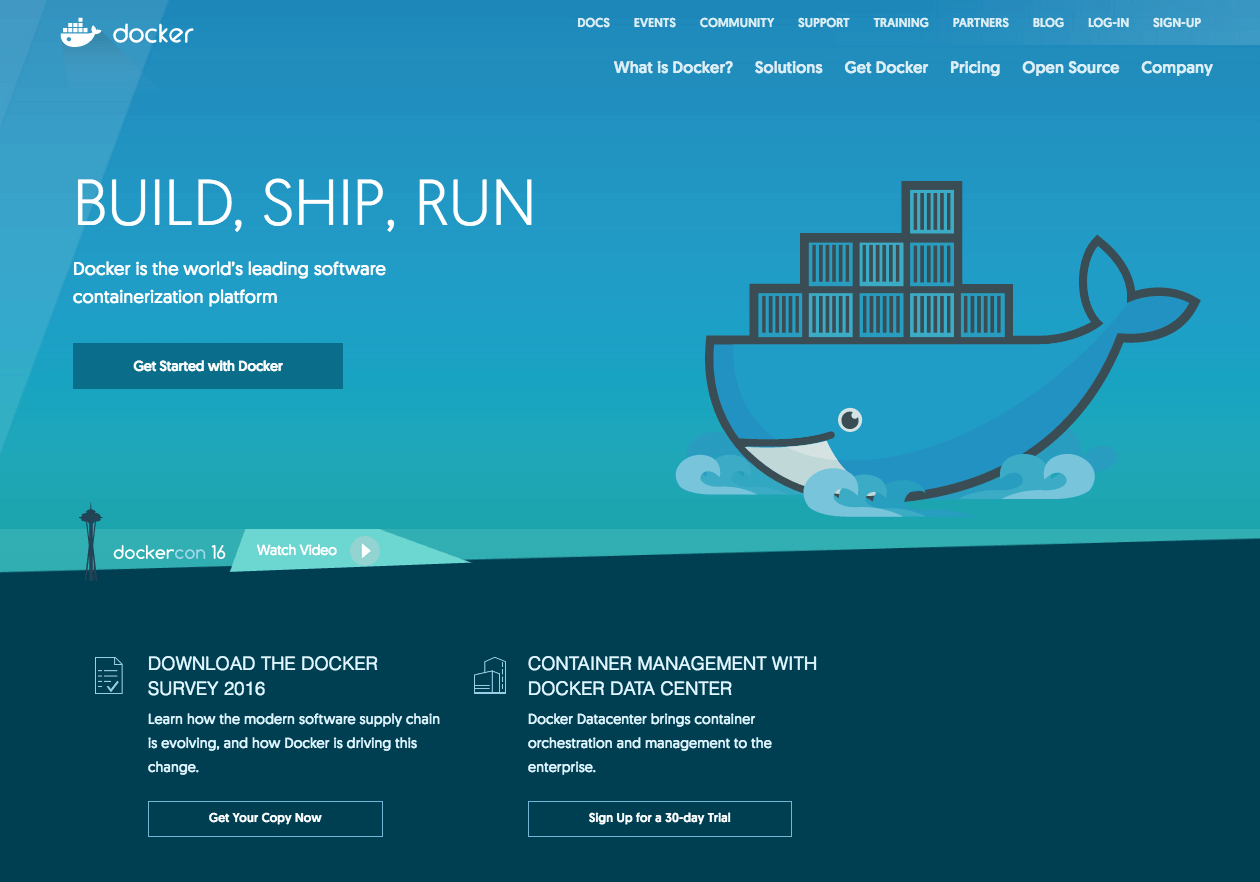 docker
DOCS EVENTS COMMUNITY SUPPORT TRAINING PARTNERS BLOG LOG-IN SIGN-UP
What is Docker? Solutions Get Docker Pricing Open Source Company
BUILD, SHIP, RUN
Docker is the world's leading software
containerization platform
Get Started with Docker
dockercon 16 Watch Video
DOWNLOAD THE DOCKER
SURVEY 2016
Learn how the modern software supply chain
is evolving, and how Docker is driving this
change.
Get Your Copy Now
CONTAINER MANAGEMENT WITH
DOCKER DATA CENTER
Docker Datacenter brings container
orchestration and management to the
enterprise.
Sign Up for a 30-day Trial